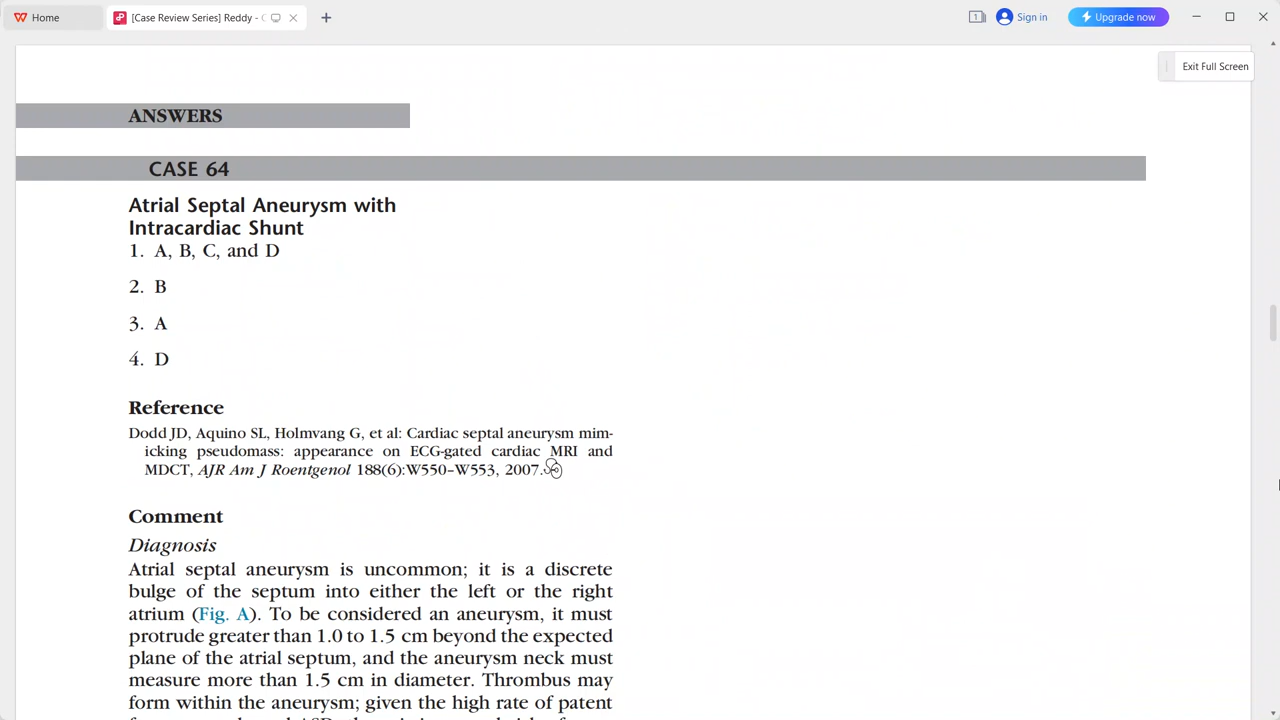 Home
[Case Review Series] Reddy - 
Sign in
Upgrade now
Exit Full Screen
ANSWERS
CASE 64
Atrial Septal Aneurysm with
Intracardiac Shunt
1. A, B, C, and D
2. B
3. A
4. D
Reference
Dodd JD, Aquino SL, Holmvang G, et al: Cardiac septal aneurysm mim-
icking pseudomass: appearance on ECG-gated cardiac MRI and
MDCT, AJR Am J Roentgenol 188(6):W550–W553, 2007.
Comment
Diagnosis
Atrial septal aneurysm is uncommon; it is a discrete
bulge of the septum into either the left or the right
atrium (Fig. A). To be considered an aneurysm, it must
protrude greater than 1.0 to 1.5 cm beyond the expected
plane of the atrial septum, and the aneurysm neck must
measure more than 1.5 cm in diameter. Thrombus may
form within the aneurysm; given the high rate of patent